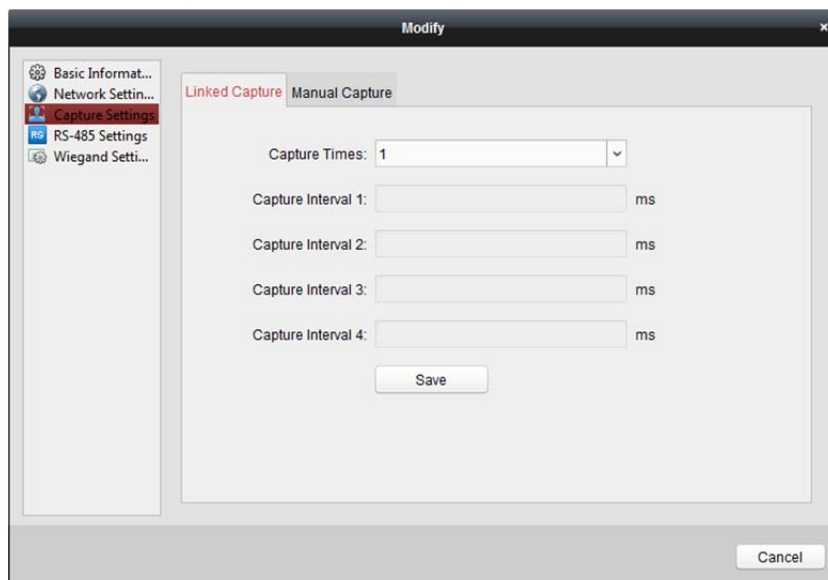 Modify
×
Basic Informat...
Network Settin...
Capture Settings
RS RS-485 Settings
Wiegand Setti...
Linked Capture Manual Capture
Capture Times: 1
Capture Interval 1: ms
Capture Interval 2: ms
Capture Interval 3: ms
Capture Interval 4: ms
Save
Cancel